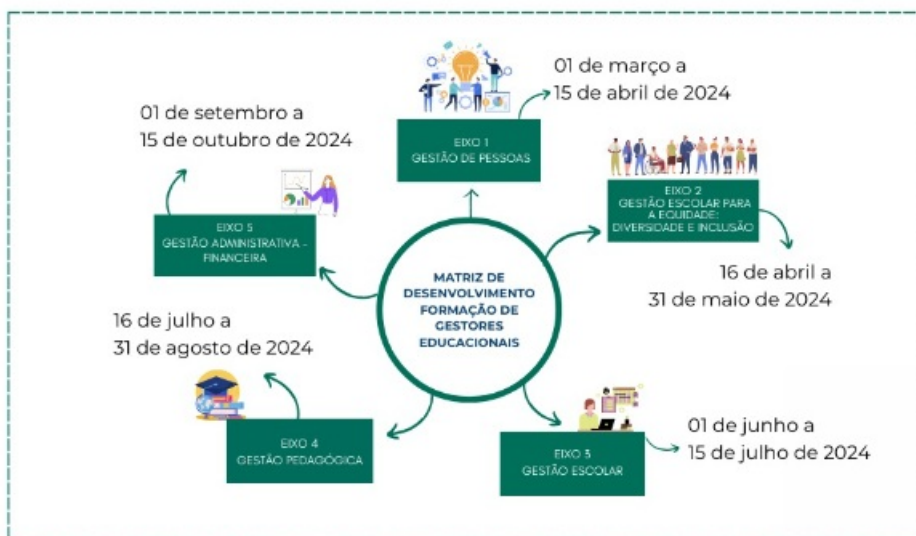 MATRIZ DE
DESENVOLVIMENTO
FORMAÇÃO DE
GESTORES
EDUCACIONAIS
EIXO 1
GESTÃO DE PESSOAS
01 de março a
15 de abril de 2024
EIXO 2
GESTÃO ESCOLAR PARA
A EQUIDADE:
DIVERSIDADE E INCLUSÃO
16 de abril a
31 de maio de 2024
EIXO 3
GESTÃO ESCOLAR
01 de junho a
15 de julho de 2024
EIXO 4
GESTÃO PEDAGÓGICA
16 de julho a
31 de agosto de 2024
EIXO 5
GESTÃO ADMINISTRATIVA -
FINANCEIRA
01 de setembro a
15 de outubro de 2024